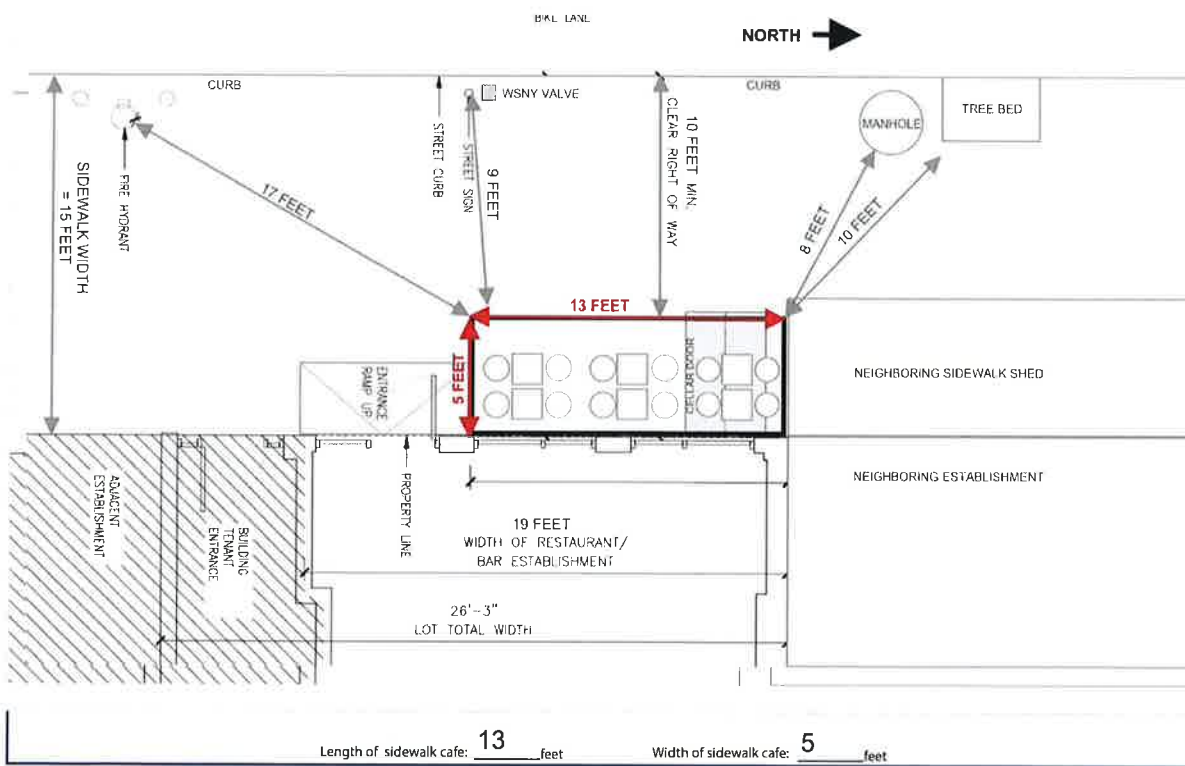 BIKE LANE
NORTH
CURB
WSNY VALVE
CURB
MANHOLE
TREE BED
SIDEWALK WIDTH
= 15 FEET
FIRE HYDRANT
17 FEET
STREET CURB
STREET SIGN
9 FEET
10 FEET MIN.
CLEAR RIGHT OF WAY
8 FEET
10 FEET
13 FEET
5 FEET
ENTRANCE
RAMP UP
CELLAR DOOR
NEIGHBORING SIDEWALK SHED
NEIGHBORING ESTABLISHMENT
ADJACENT
ESTABLISHMENT
BUILDING
TENANT
ENTRANCE
PROPERTY LINE
19 FEET
WIDTH OF RESTAURANT/
BAR ESTABLISHMENT
26'-3"
LOT TOTAL WIDTH
Length of sidewalk cafe: 13 feet Width of sidewalk cafe: 5 feet